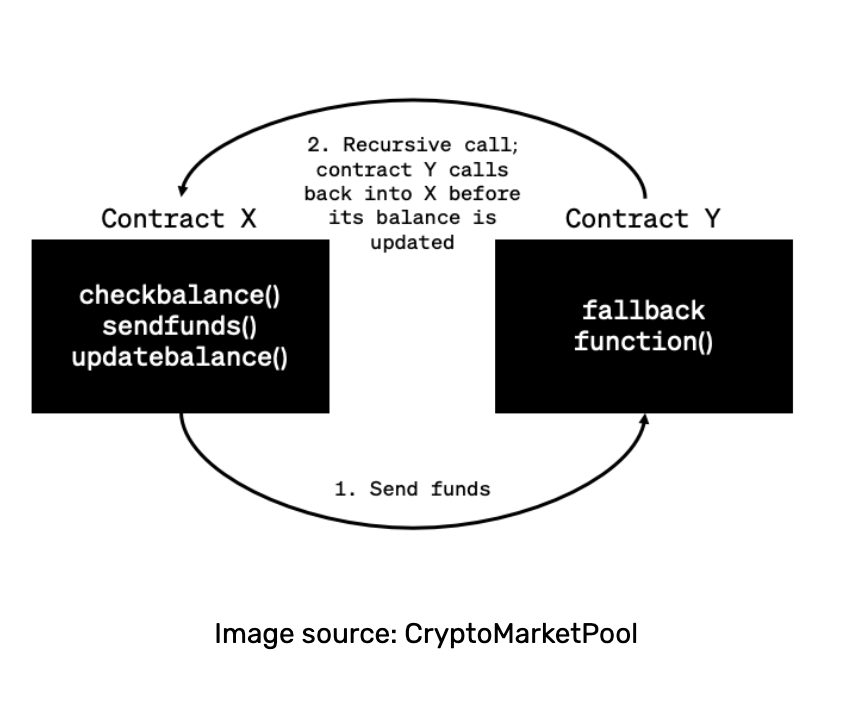 2. Recursive call;
contract Y calls
back into X before
its balance is
updated
Contract X
Contract Y
checkbalance()
sendfunds()
updatebalance()
fallback
function()
1. Send funds
Image source: CryptoMarketPool